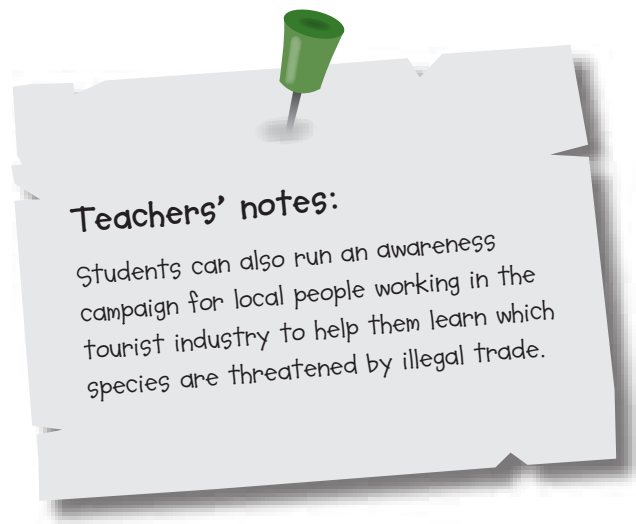 Teachers' notes:
Students can also run an awareness
campaign for local people working in the
tourist industry to help them learn which
species are threatened by illegal trade.